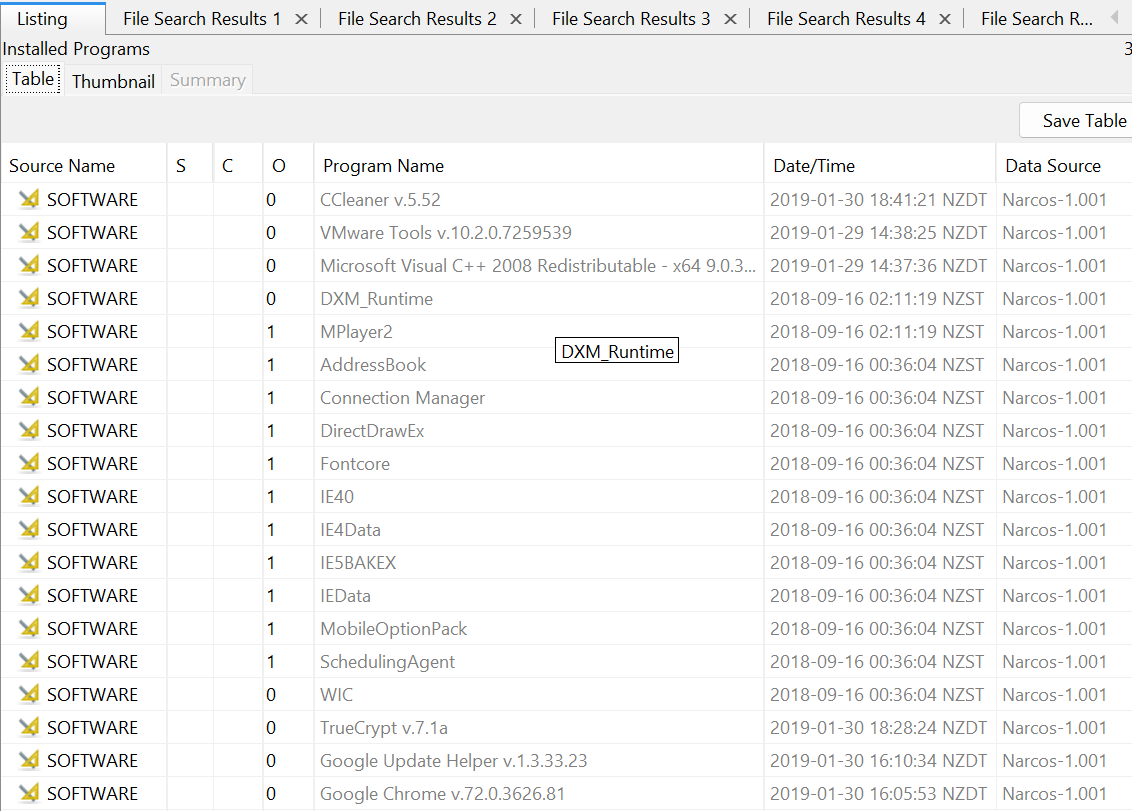 Listing File Search Results 1 × File Search Results 2 × File Search Results 3 × File Search Results 4 × File Search R...
Installed Programs 3
Table Thumbnail Summary
Save Table
Source Name S C O Program Name Date/Time Data Source
SOFTWARE 0 CCleaner v.5.52 2019-01-30 18:41:21 NZDT Narcos-1.001
SOFTWARE 0 VMware Tools v.10.2.0.7259539 2019-01-29 14:38:25 NZDT Narcos-1.001
SOFTWARE 0 Microsoft Visual C++ 2008 Redistributable - x64 9.0.3... 2019-01-29 14:37:36 NZDT Narcos-1.001
SOFTWARE 0 DXM_Runtime 2018-09-16 02:11:19 NZST Narcos-1.001
SOFTWARE 1 MPlayer2 2018-09-16 02:11:19 NZST Narcos-1.001
DXM_Runtime
SOFTWARE 1 AddressBook 2018-09-16 00:36:04 NZST Narcos-1.001
SOFTWARE 1 Connection Manager 2018-09-16 00:36:04 NZST Narcos-1.001
SOFTWARE 1 DirectDrawEx 2018-09-16 00:36:04 NZST Narcos-1.001
SOFTWARE 1 Fontcore 2018-09-16 00:36:04 NZST Narcos-1.001
SOFTWARE 1 IE40 2018-09-16 00:36:04 NZST Narcos-1.001
SOFTWARE 1 IE4Data 2018-09-16 00:36:04 NZST Narcos-1.001
SOFTWARE 1 IE5BAKEX 2018-09-16 00:36:04 NZST Narcos-1.001
SOFTWARE 1 IEData 2018-09-16 00:36:04 NZST Narcos-1.001
SOFTWARE 1 MobileOptionPack 2018-09-16 00:36:04 NZST Narcos-1.001
SOFTWARE 1 SchedulingAgent 2018-09-16 00:36:04 NZST Narcos-1.001
SOFTWARE 0 WIC 2018-09-16 00:36:04 NZST Narcos-1.001
SOFTWARE 0 TrueCrypt v.7.1a 2019-01-30 18:28:24 NZDT Narcos-1.001
SOFTWARE 0 Google Update Helper v.1.3.33.23 2019-01-30 16:10:34 NZDT Narcos-1.001
SOFTWARE 0 Google Chrome v.72.0.3626.81 2019-01-30 16:05:53 NZDT Narcos-1.001